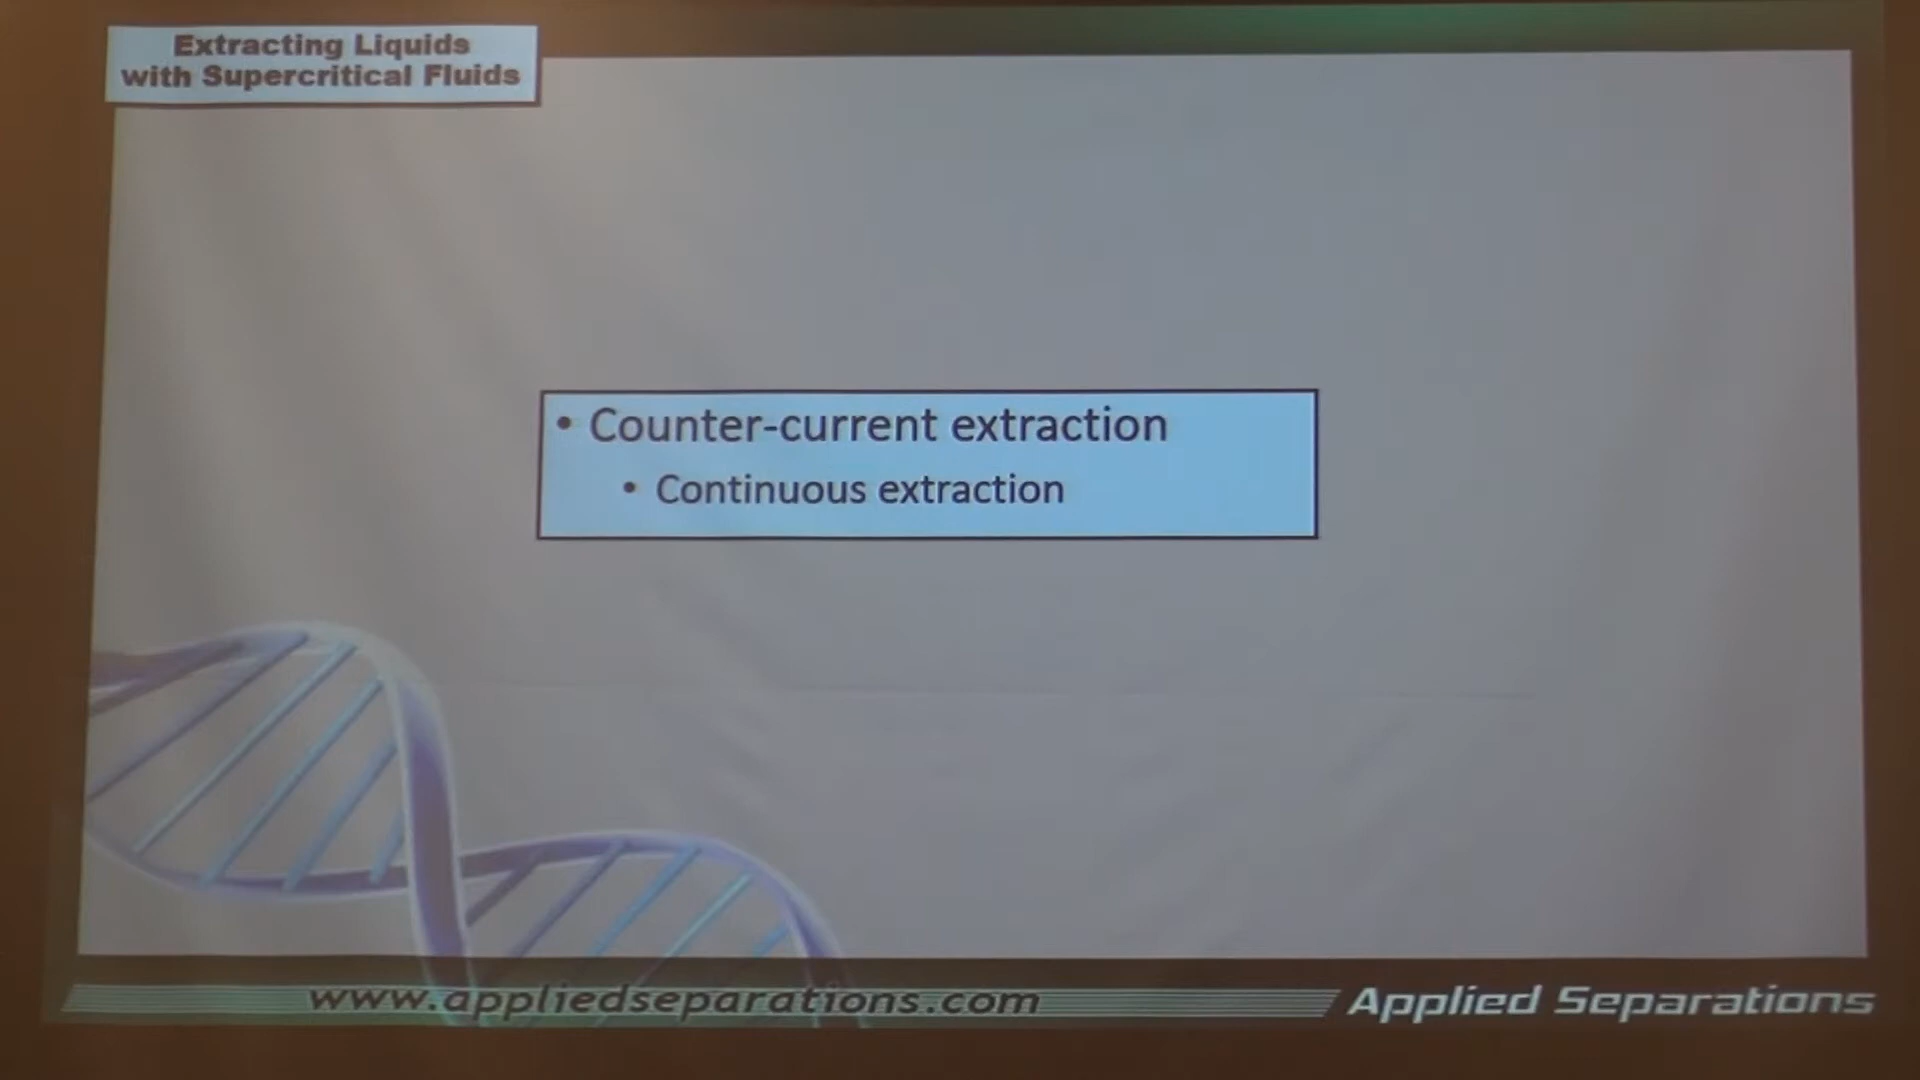 Extracting Liquids
with Supercritical Fluids
• Counter-current extraction
• Continuous extraction
www.appliedseparations.com
Applied Separations